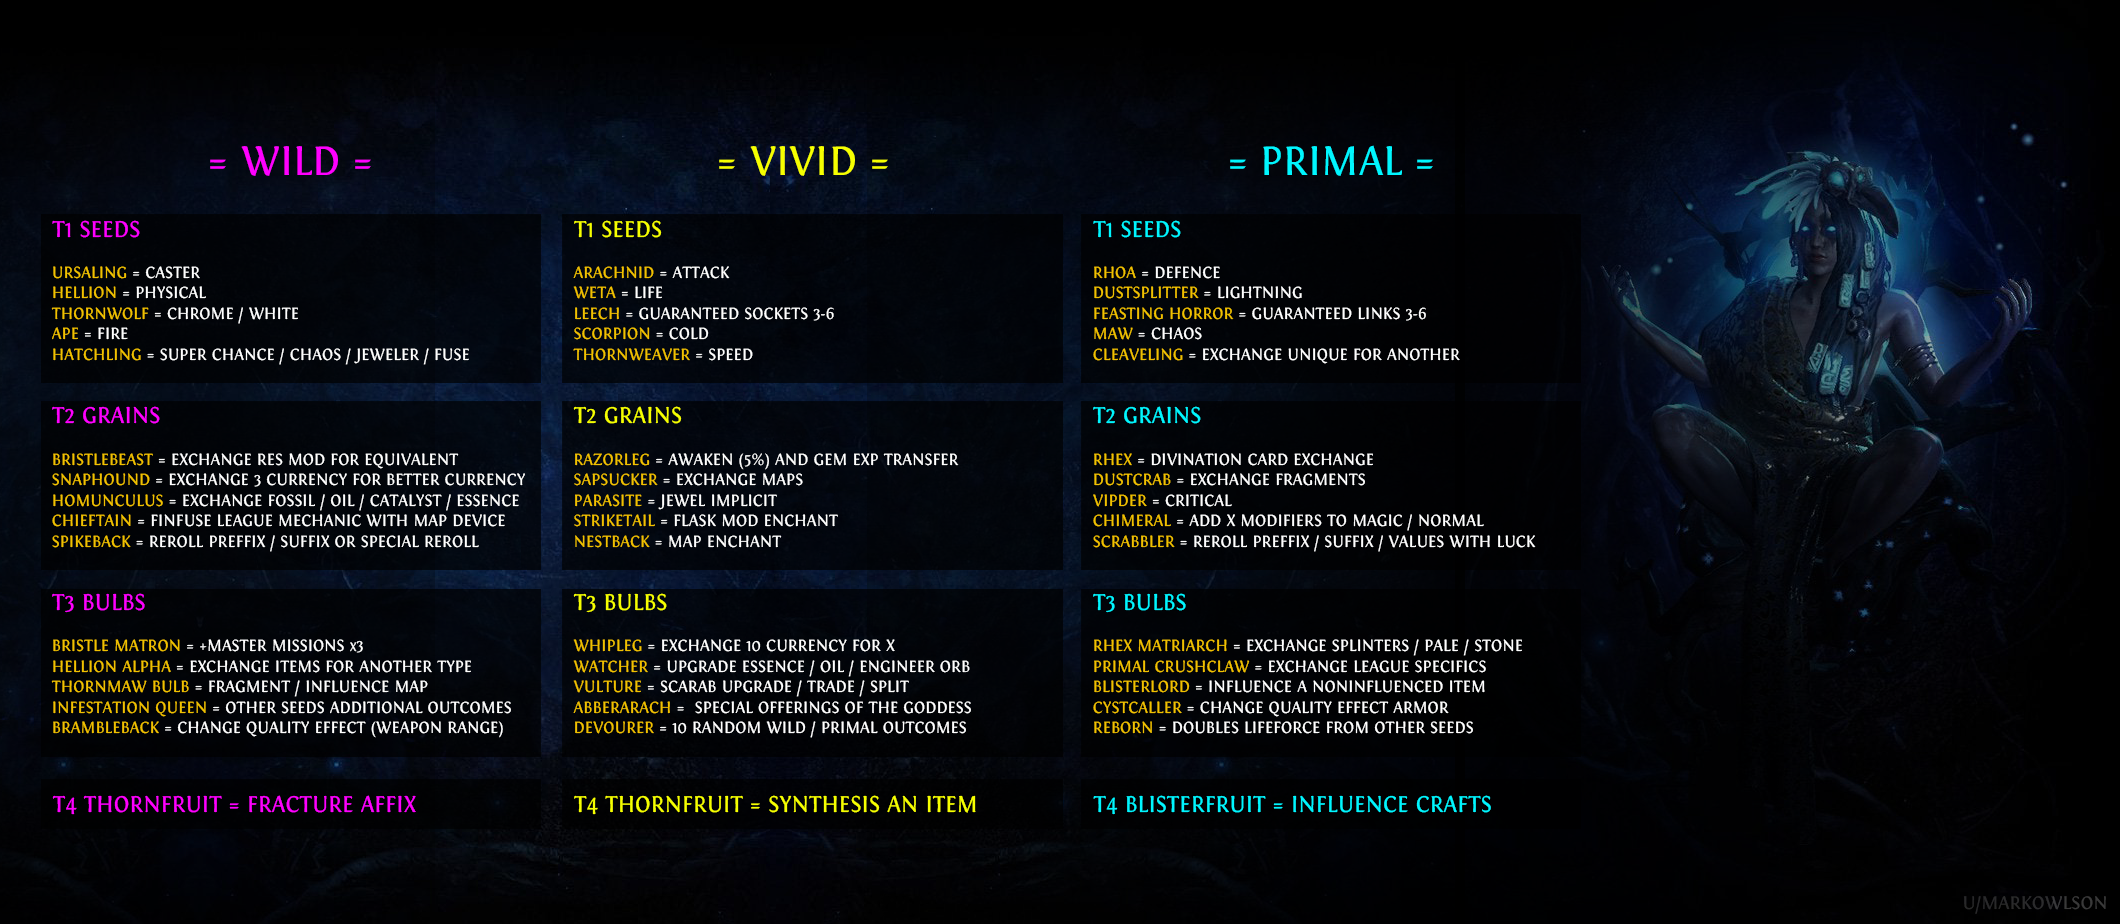 = WILD =
T1 SEEDS
URSALING = CASTER
HELLION = PHYSICAL
THORNWOLF = CHROME / WHITE
APE = FIRE
HATCHLING = SUPER CHANCE / CHAOS / JEWELER / FUSE
T2 GRAINS
BRISTLEBEAST = EXCHANGE RES MOD FOR EQUIVALENT
SNAPHOUND = EXCHANGE 3 CURRENCY FOR BETTER CURRENCY
HOMUNCULUS = EXCHANGE FOSSIL / OIL / CATALYST / ESSENCE
CHIEFTAIN = FINFUSE LEAGUE MECHANIC WITH MAP DEVICE
SPIKEBACK = REROLL PREFFIX / SUFFIX OR SPECIAL REROLL
T3 BULBS
BRISTLE MATRON = +MASTER MISSIONS x3
HELLION ALPHA = EXCHANGE ITEMS FOR ANOTHER TYPE
THORNMAW BULB = FRAGMENT / INFLUENCE MAP
INFESTATION QUEEN = OTHER SEEDS ADDITIONAL OUTCOMES
BRAMBLEBACK = CHANGE QUALITY EFFECT (WEAPON RANGE)
T4 THORNFRUIT = FRACTURE AFFIX
= VIVID =
T1 SEEDS
ARACHNID = ATTACK
WETA = LIFE
LEECH = GUARANTEED SOCKETS 3-6
SCORPION = COLD
THORNWEAVER = SPEED
T2 GRAINS
RAZORLEG = AWAKEN (5%) AND GEM EXP TRANSFER
SAPSUCKER = EXCHANGE MAPS
PARASITE = JEWEL IMPLICIT
STRIKETAIL = FLASK MOD ENCHANT
NESTBACK = MAP ENCHANT
T3 BULBS
WHIPLEG = EXCHANGE 10 CURRENCY FOR X
WATCHER = UPGRADE ESSENCE / OIL / ENGINEER ORB
VULTURE = SCARAB UPGRADE / TRADE / SPLIT
ABBERARACH = SPECIAL OFFERINGS OF THE GODDESS
DEVOURER = 10 RANDOM WILD / PRIMAL OUTCOMES
T4 THORNFRUIT = SYNTHESIS AN ITEM
= PRIMAL =
T1 SEEDS
RHOA = DEFENCE
DUSTSPLITTER = LIGHTNING
FEASTING HORROR = GUARANTEED LINKS 3-6
MAW = CHAOS
CLEAVELING = EXCHANGE UNIQUE FOR ANOTHER
T2 GRAINS
RHEX = DIVINATION CARD EXCHANGE
DUSTCRAB = EXCHANGE FRAGMENTS
VIPDER = CRITICAL
CHIMERAL = ADD X MODIFIERS TO MAGIC / NORMAL
SCRABBLER = REROLL PREFFIX / SUFFIX / VALUES WITH LUCK
T3 BULBS
RHEX MATRIARCH = EXCHANGE SPLINTERS / PALE / STONE
PRIMAL CRUSHCLAW = EXCHANGE LEAGUE SPECIFICS
BLISTERLORD = INFLUENCE A NONINFLUENCED ITEM
CYSTCALLER = CHANGE QUALITY EFFECT ARMOR
REBORN = DOUBLES LIFEFORCE FROM OTHER SEEDS
T4 BLISTERFRUIT = INFLUENCE CRAFTS
U/MARKOWLSON